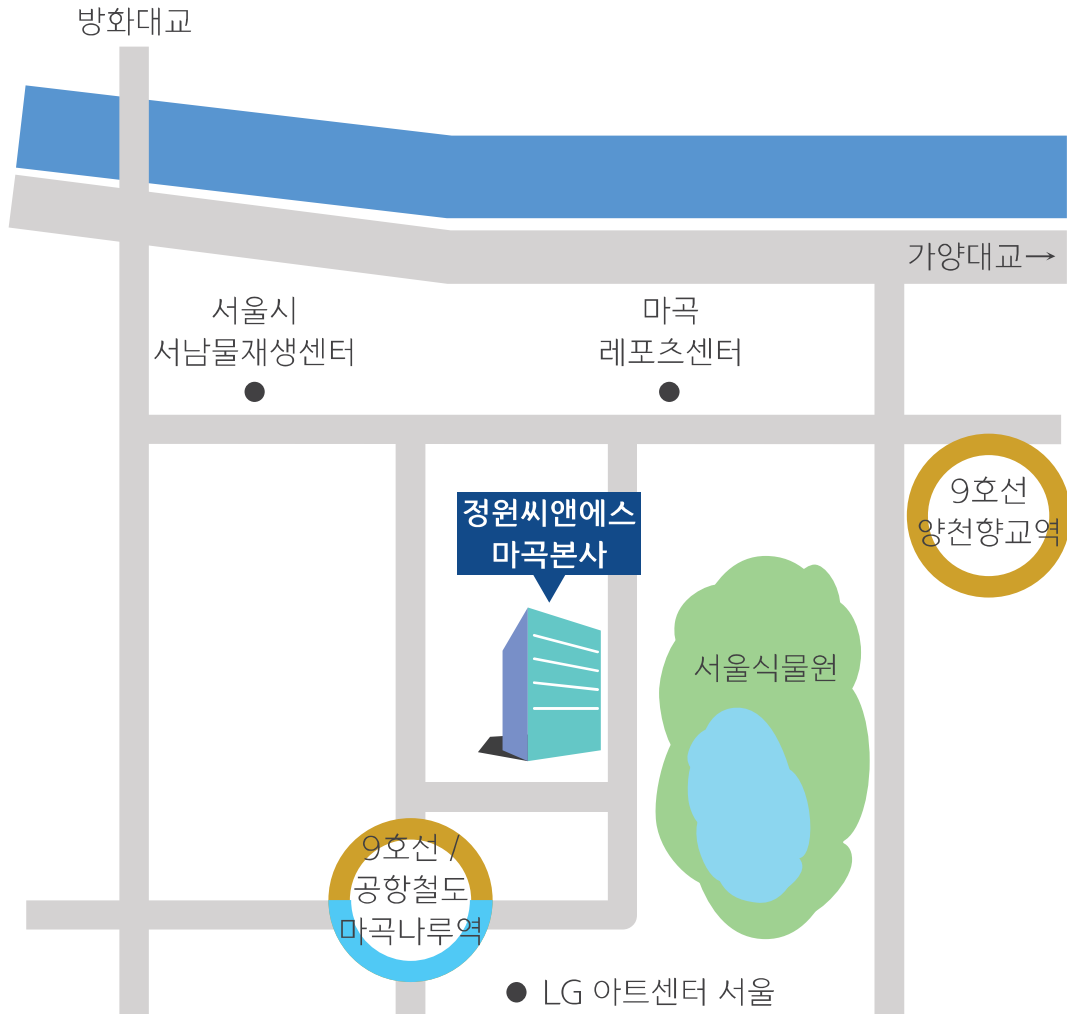 방화대교
가양대교→
서울시
서남물재생센터
마곡
레포츠센터
9호선
양천향교역
정원씨앤에스
마곡본사
서울식물원
9호선 /
공항철도
마곡나루역
LG 아트센터 서울